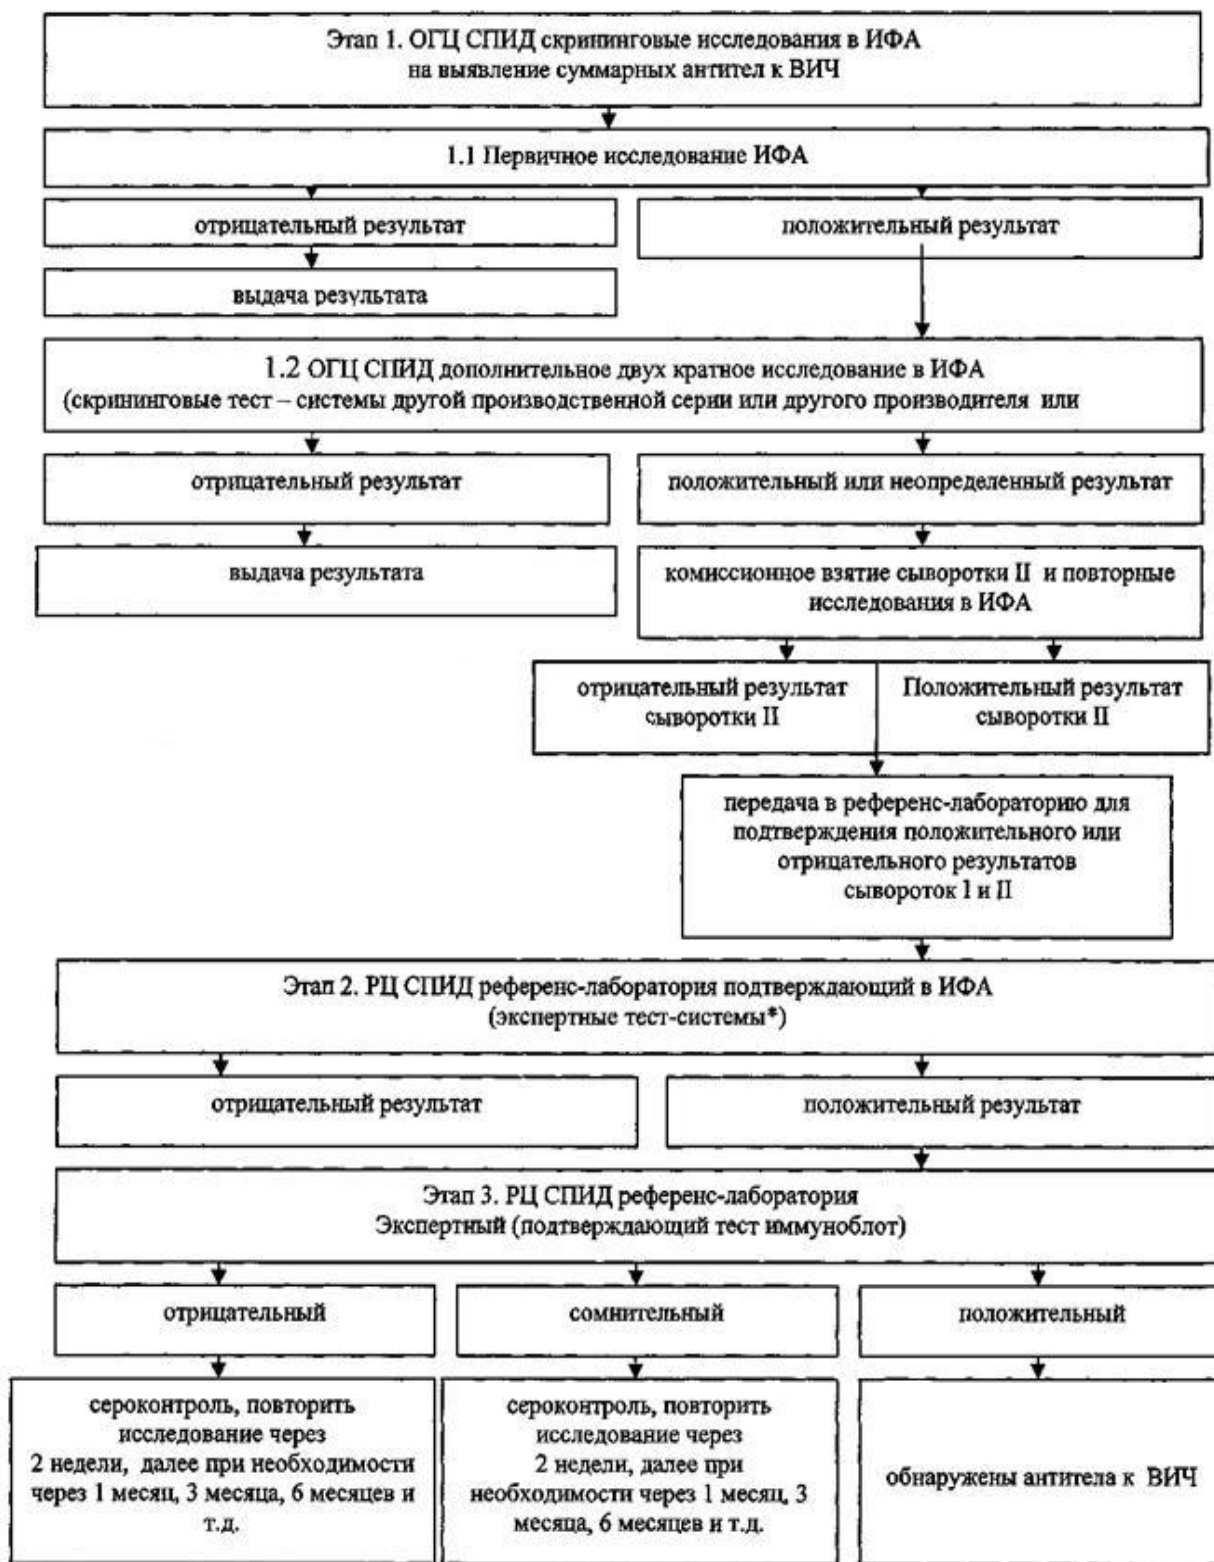 Этап 1. ОГЦ СПИД скрининговые исследования в ИФА
на выявление суммарных антител к ВИЧ
1.1 Первичное исследование ИФА
отрицательный результат
положительный результат
выдача результата
1.2 ОГЦ СПИД дополнительное двух кратное исследование в ИФА
(скрининговые тест – системы другой производственной серии или другого производителя или
отрицательный результат
положительный или неопределенный результат
выдача результата
комиссионное взятие сыворотки II и повторные
исследования в ИФА
отрицательный результат
сыворотки II
Положительный результат
сыворотки II
передача в референс-лабораторию для
подтверждения положительного или
отрицательного результатов
сывороток I и II
Этап 2. РЦ СПИД референс-лаборатория подтверждающий в ИФА
(экспертные тест-системы*)
отрицательный результат
положительный результат
Этап 3. РЦ СПИД референс-лаборатория
Экспертный (подтверждающий тест иммуноблот)
отрицательный
сомнительный
положительный
сероконтроль, повторить
исследование через
2 недели, далее при необходимости
через 1 месяц, 3 месяца, 6 месяцев и
т.д.
сероконтроль, повторить
исследование через
2 недели, далее при
необходимости через 1 месяц, 3
месяца, 6 месяцев и т.д.
обнаружены антитела к ВИЧ